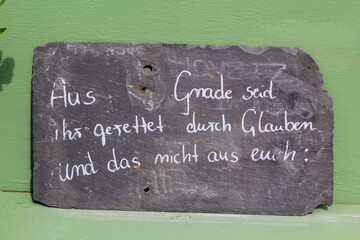 Aus Gnade seid
ihr gerettet durch Glauben
und das nicht aus euch: